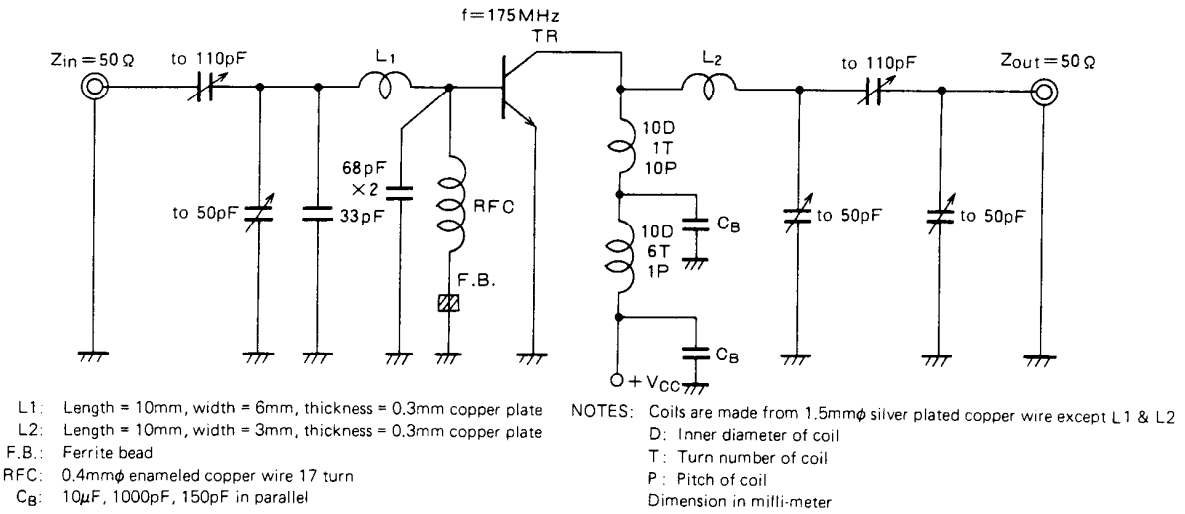 f=175MHz
TR
Zin=50Ω
to 110pF
L1
L2
to 110pF
Zout=50Ω
10D
1T
10P
68pF
×2
to 50pF
33pF
RFC
CB
to 50pF
to 50pF
10D
6T
1P
F.B.
CB
+VCC
L1: Length = 10mm, width = 6mm, thickness = 0.3mm copper plate
L2: Length = 10mm, width = 3mm, thickness = 0.3mm copper plate
F.B.: Ferrite bead
RFC: 0.4mmφ enameled copper wire 17 turn
CB: 10μF, 1000pF, 150pF in parallel
NOTES: Coils are made from 1.5mmφ silver plated copper wire except L1 & L2
D: Inner diameter of coil
T: Turn number of coil
P: Pitch of coil
Dimension in milli-meter